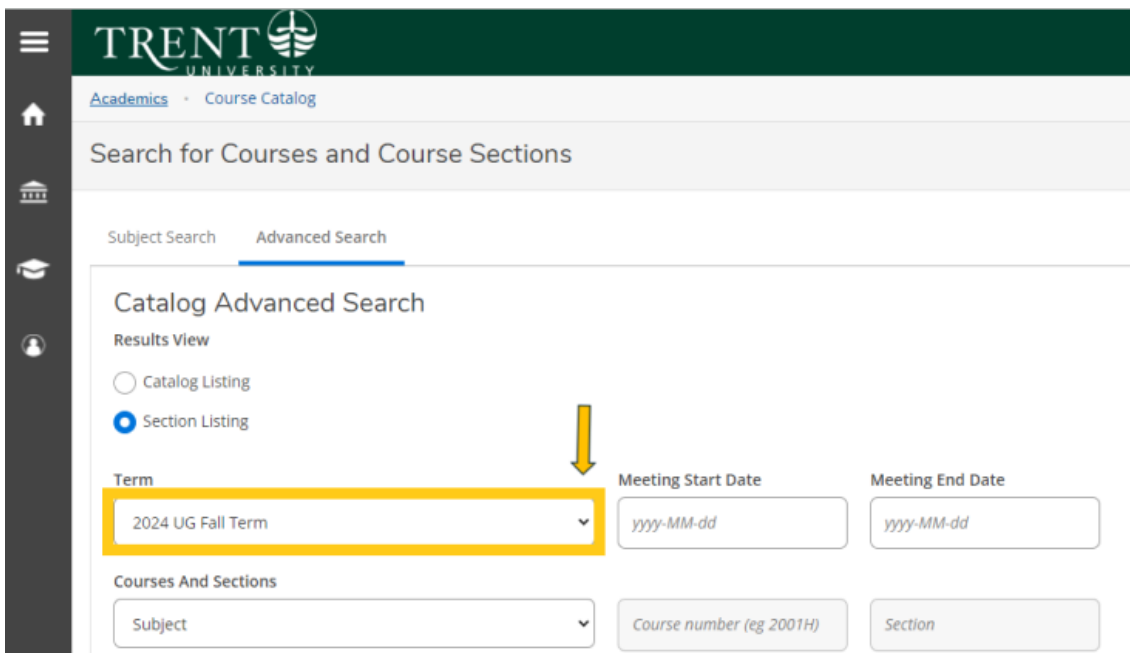 TRENT
UNIVERSITY
Academics · Course Catalog
Search for Courses and Course Sections
Subject Search Advanced Search
Catalog Advanced Search
Results View
Catalog Listing
Section Listing
Term Meeting Start Date Meeting End Date
2024 UG Fall Term yyyy-MM-dd yyyy-MM-dd
Courses And Sections
Subject Course number (eg 2001H) Section